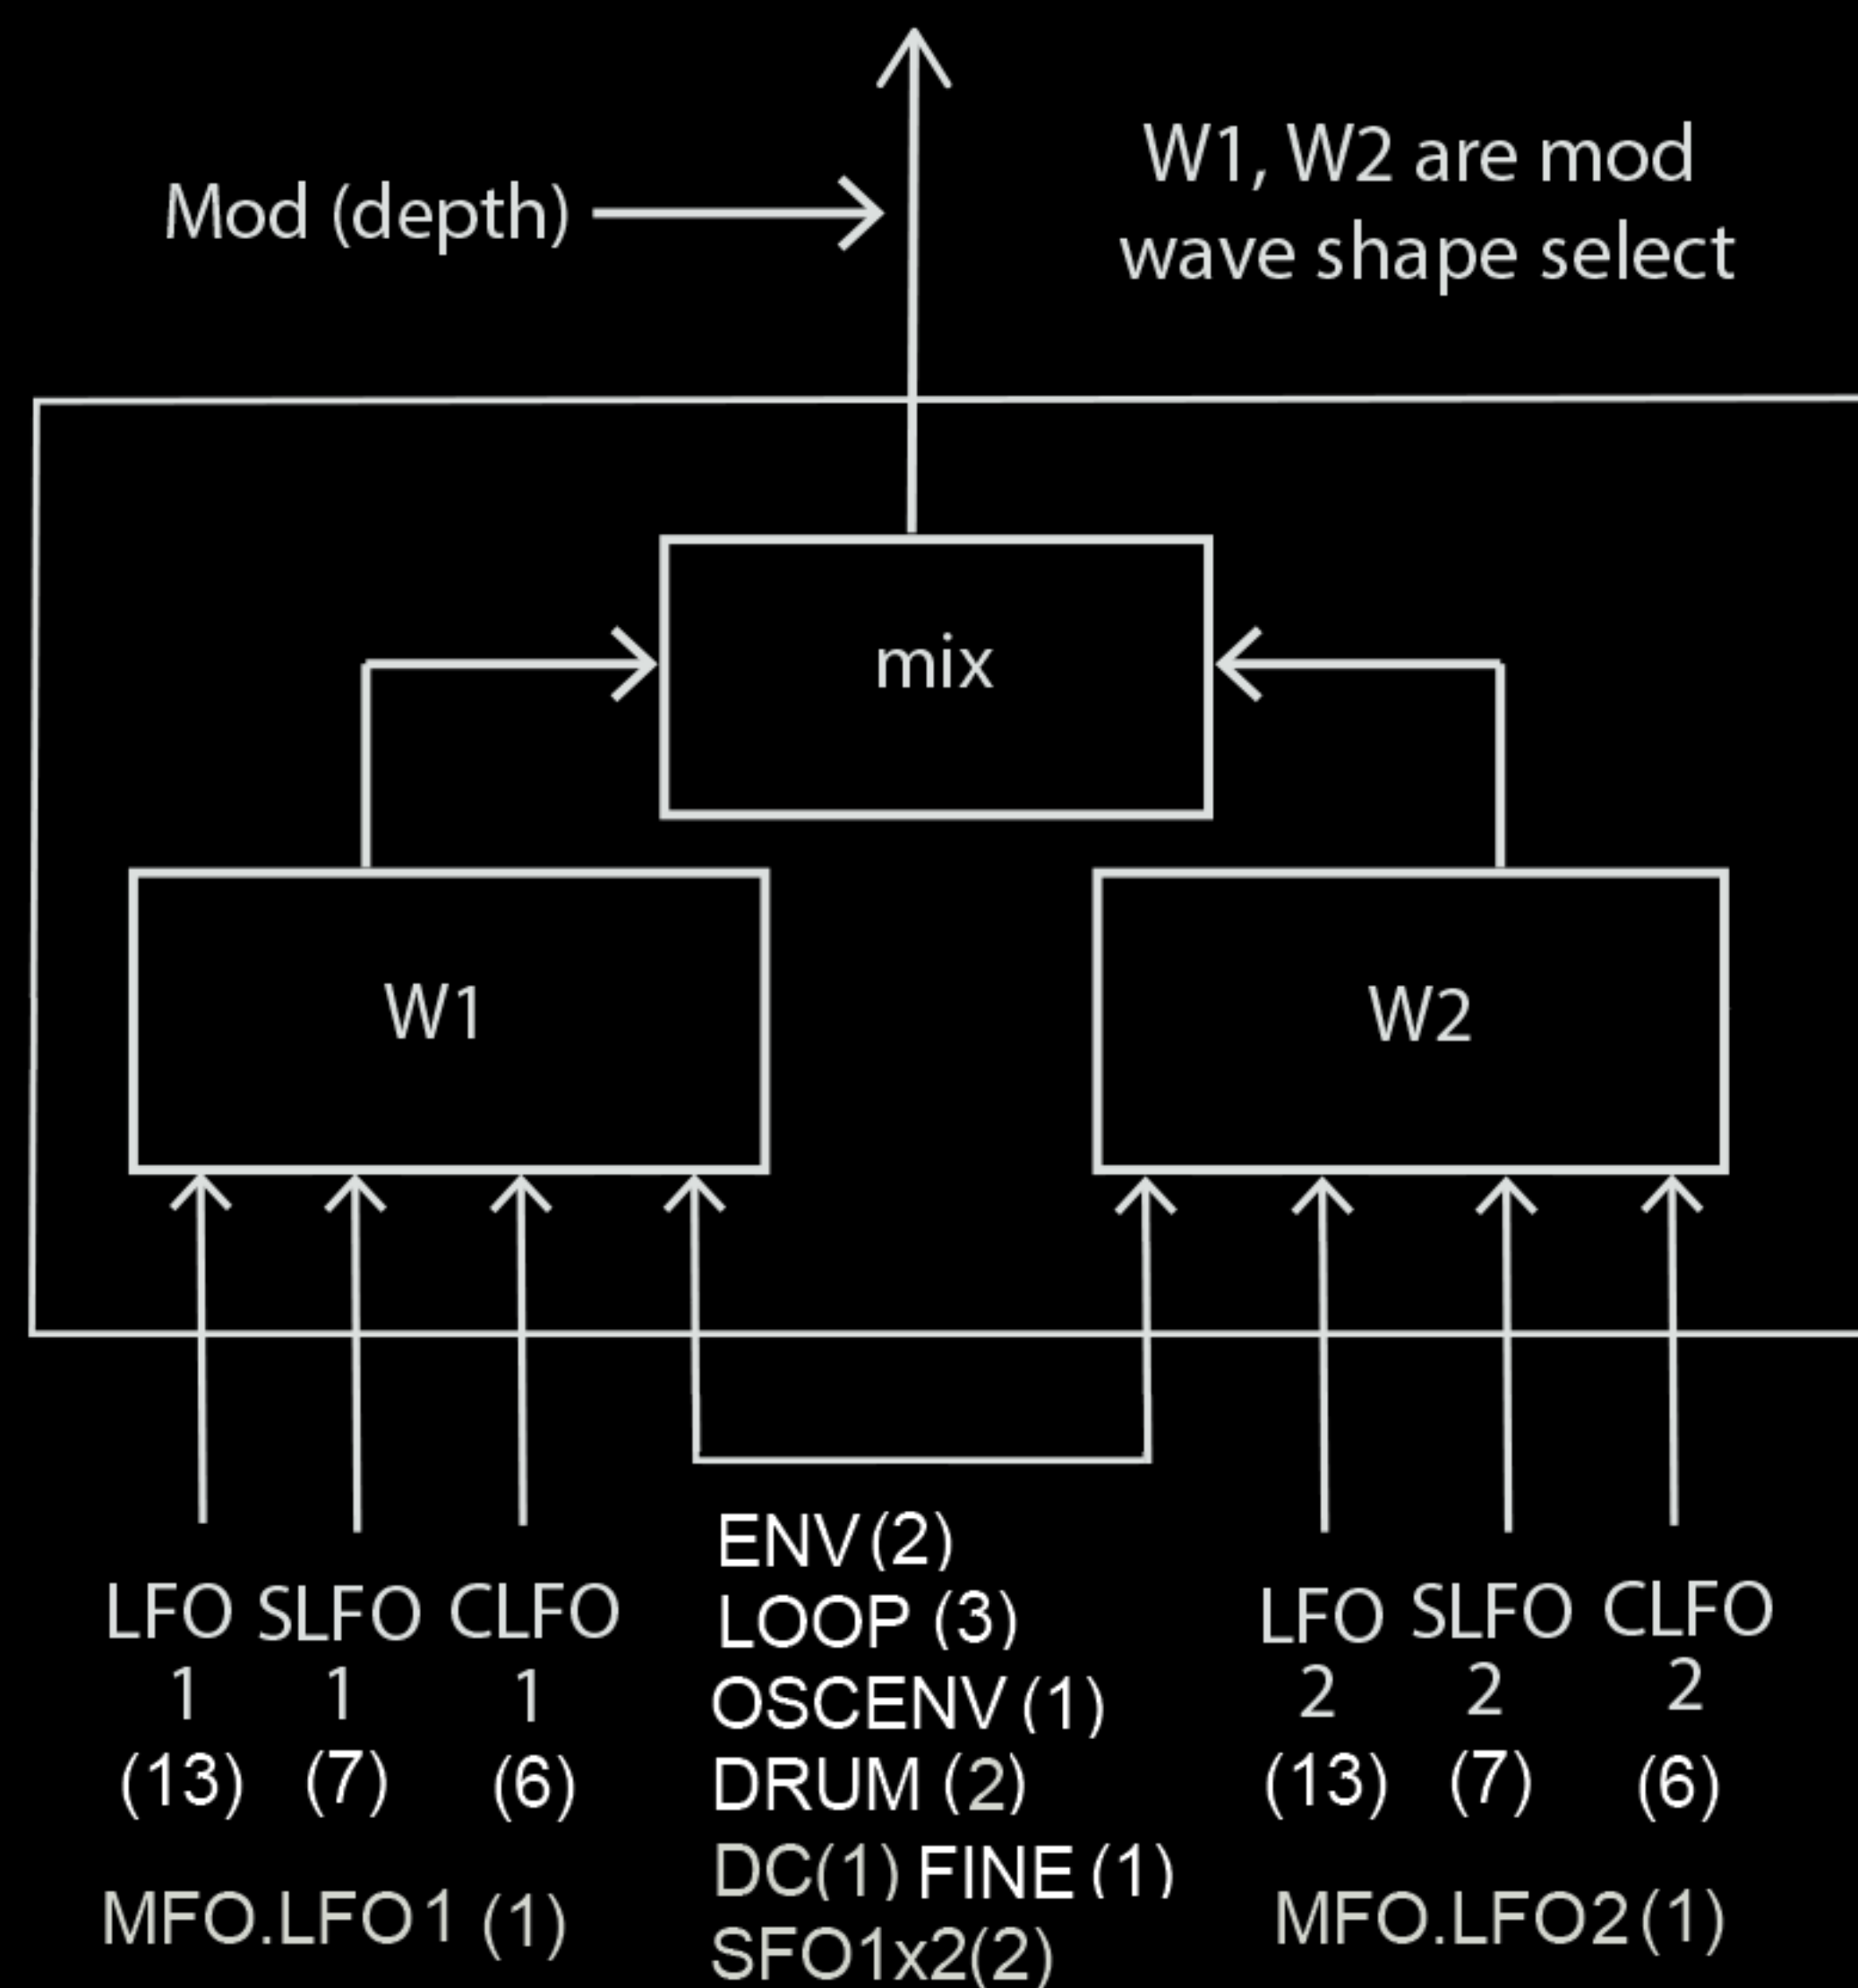 W1, W2 are mod
wave shape select
Mod (depth)
mix
W1
W2
LFO SLFO CLFO
1 1 1
(13) (7) (6)
MFO.LFO1 (1)
ENV (2)
LOOP (3)
OSCENV (1)
DRUM (2)
DC(1) FINE (1)
SFO1x2(2)
LFO SLFO CLFO
2 2 2
(13) (7) (6)
MFO.LFO2 (1)